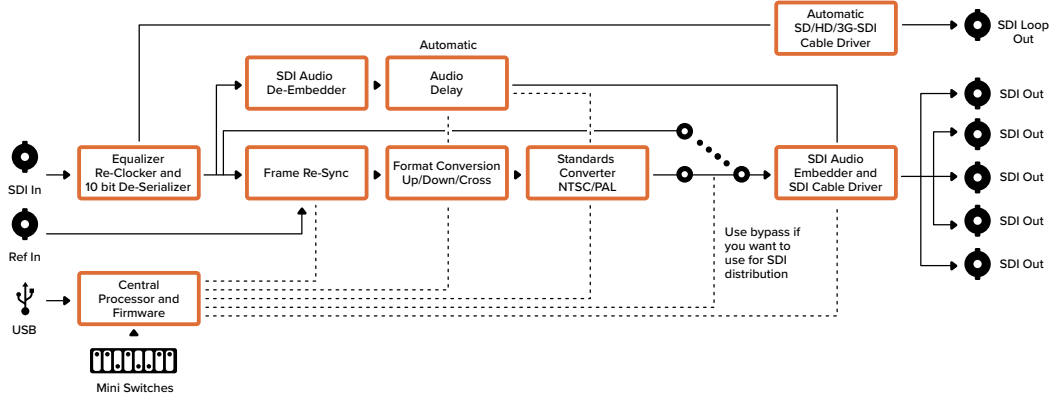 Automatic
SD/HD/3G-SDI
Cable Driver
SDI Loop
Out
Automatic
SDI Audio
De-Embedder
Audio
Delay
SDI Out
SDI Out
SDI In
Equalizer
Re-Clocker and
10 bit De-Serializer
Frame Re-Sync
Format Conversion
Up/Down/Cross
Standards
Converter
NTSC/PAL
SDI Audio
Embedder and
SDI Cable Driver
SDI Out
SDI Out
SDI Out
Ref In
Use bypass if
you want to
use for SDI
distribution
USB
Central
Processor and
Firmware
Mini Switches